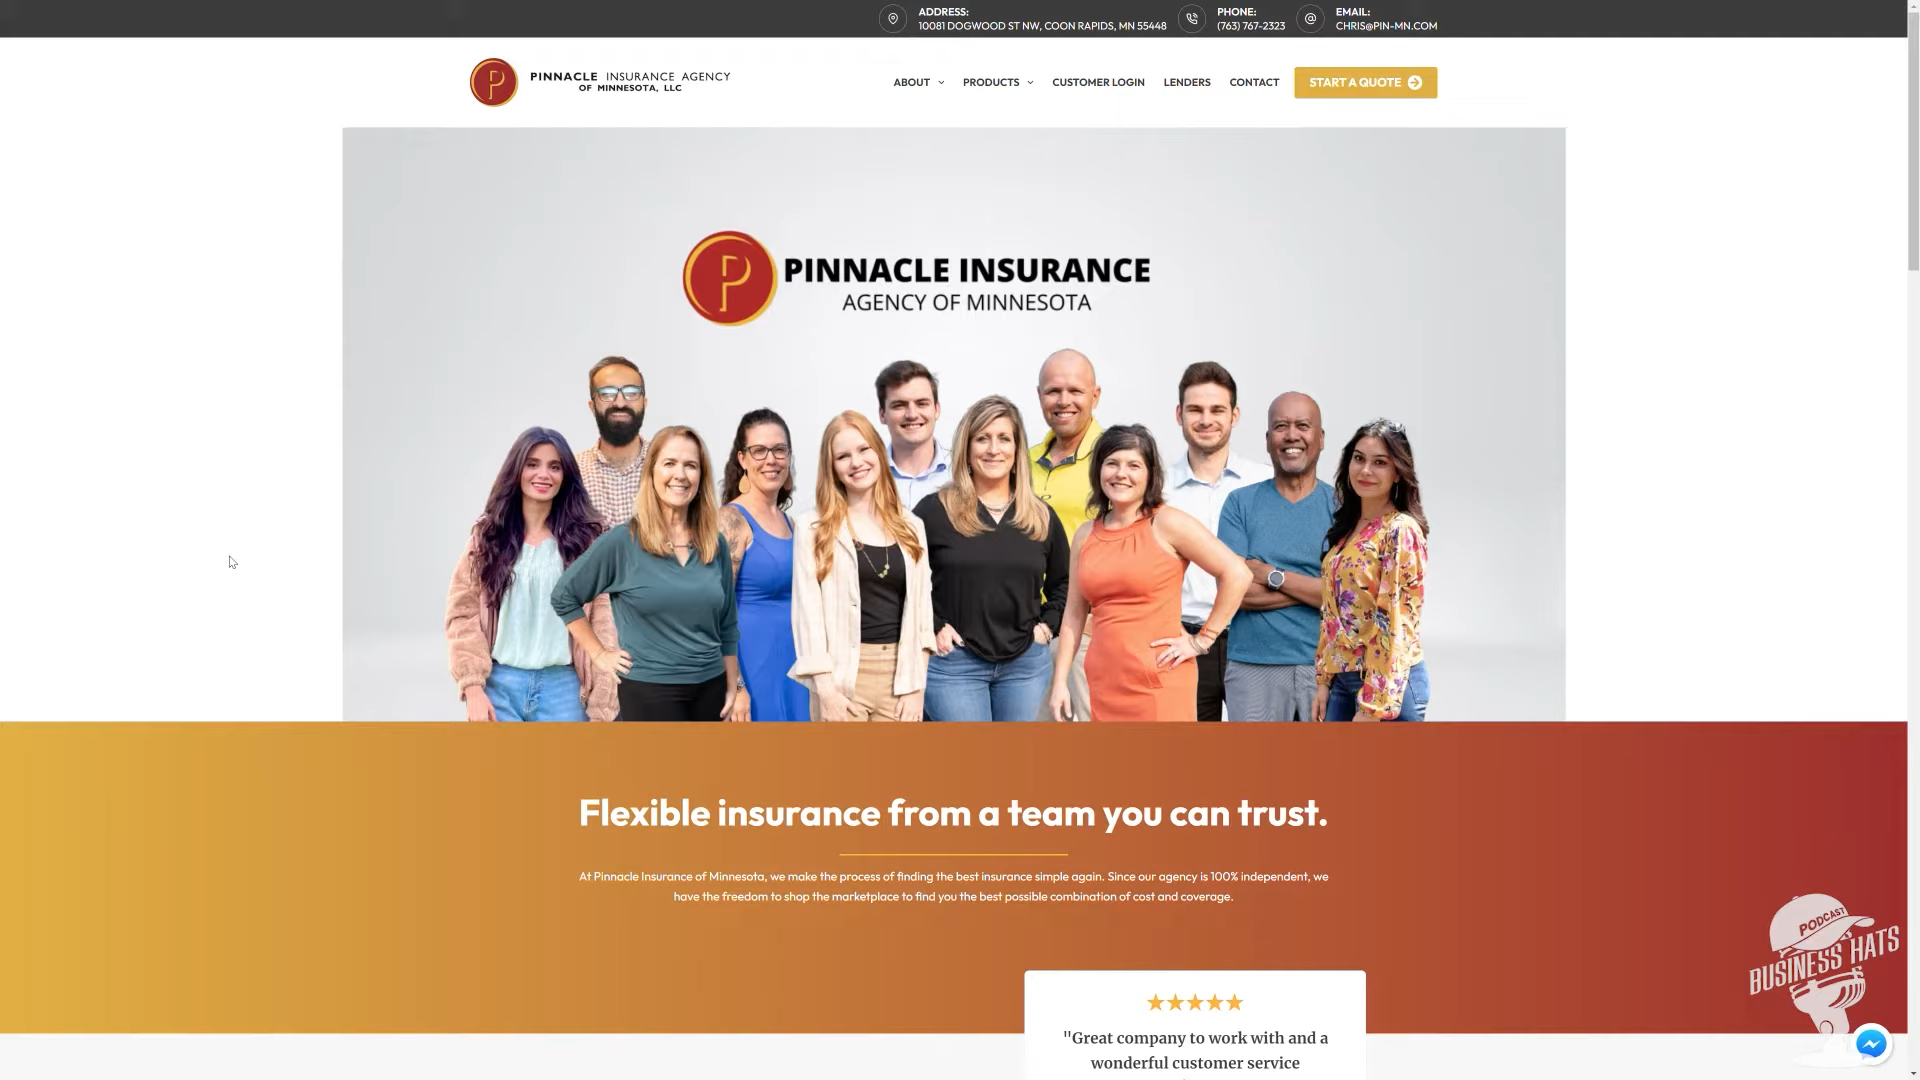 ADDRESS:
10081 DOGWOOD ST NW, COON RAPIDS, MN 55448
PHONE:
(763) 767-2323
EMAIL:
CHRIS@PIN-MN.COM
P
PINNACLE INSURANCE AGENCY
OF MINNESOTA, LLC
ABOUT
PRODUCTS
CUSTOMER LOGIN
LENDERS
CONTACT
START A QUOTE
P
PINNACLE INSURANCE
AGENCY OF MINNESOTA
Flexible insurance from a team you can trust.
At Pinnacle Insurance of Minnesota, we make the process of finding the best insurance simple again. Since our agency is 100% independent, we
have the freedom to shop the marketplace to find you the best possible combination of cost and coverage.
"Great company to work with and a
wonderful customer service
PODCAST
BUSINESS HATS